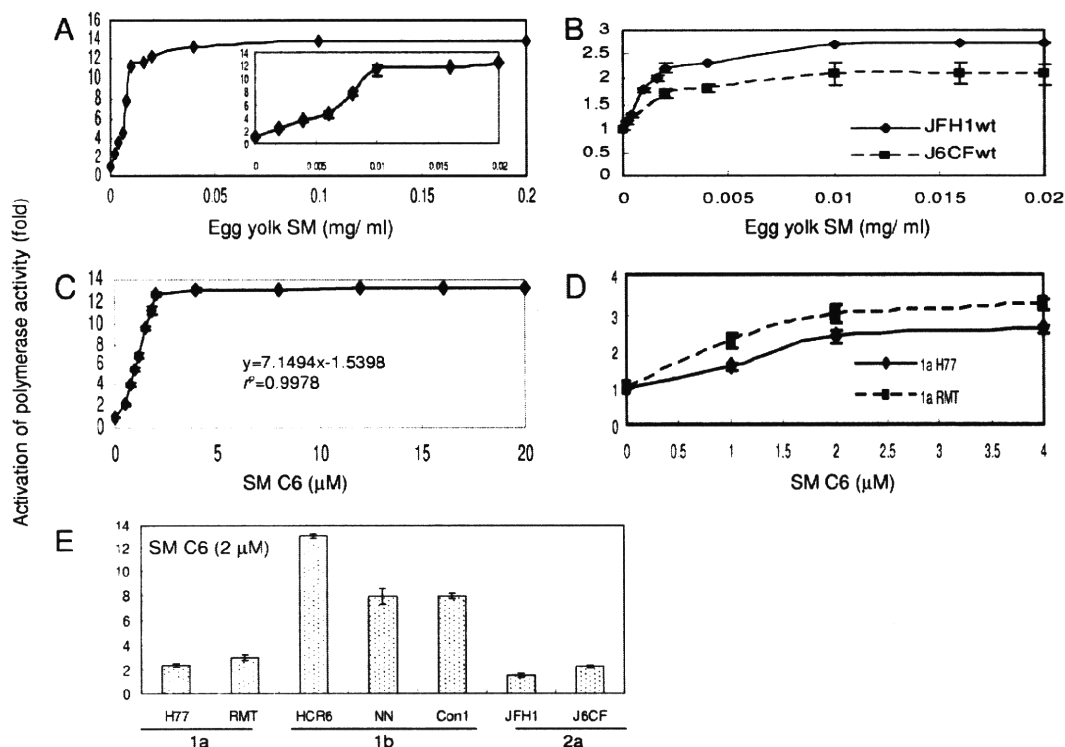 Activation of polymerase activity (fold)
A
16
14
12
10
8
6
4
2
0
14
12
10
8
6
4
2
0
0 0.005 0.01 0.015 0.02
0 0.05 0.1 0.15 0.2
Egg yolk SM (mg/ ml)
B
3
2.5
2
1.5
1
0.5
JFH1wt
J6CFwt
0 0.005 0.01 0.015 0.02
Egg yolk SM (mg/ ml)
C
14
12
10
8
6
4
2
0
y=7.1494x-1.5398
r²=0.9978
0 5 10 15 20
SM C6 (μM)
D
4
3
2
1
0
1a H77
1a RMT
0 0.5 1 1.5 2 2.5 3 3.5 4
SM C6 (μM)
E
14
12
10
8
6
4
2
0
SM C6 (2 μM)
H77 RMT HCR6 NN Con1 JFH1 J6CF
1a 1b 2a